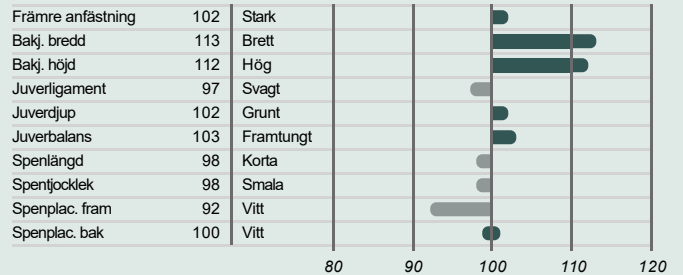 Främre anfästning 102 Stark
Bakj. bredd 113 Brett
Bakj. höjd 112 Hög
Juverligament 97 Svagt
Juverdjup 102 Grunt
Juverbalans 103 Framtungt
Spenlängd 98 Korta
Spentjocklek 98 Smala
Spenplac. fram 92 Vitt
Spenplac. bak 100 Vitt
80 90 100 110 120